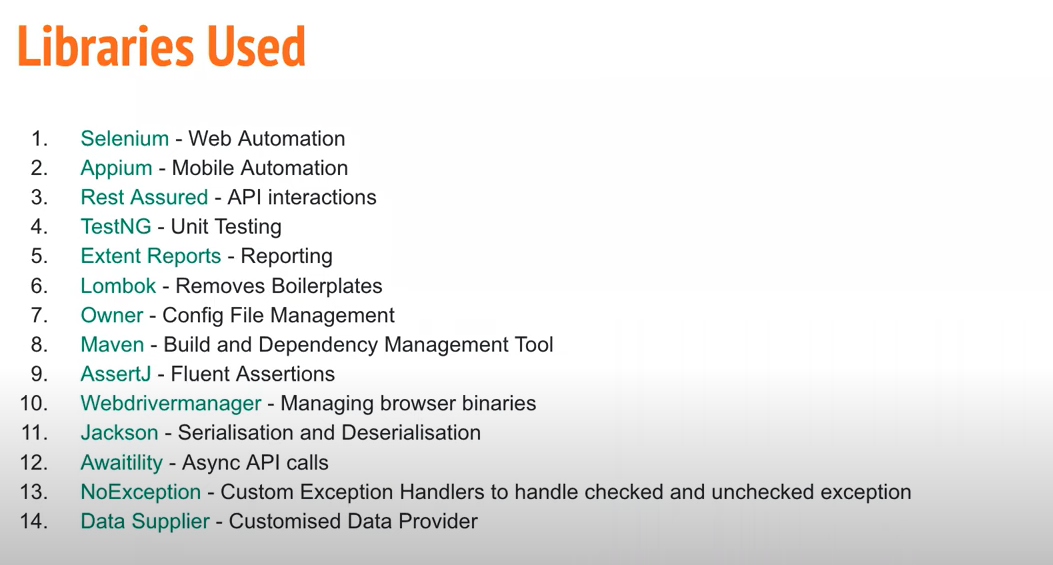 Libraries Used
1. Selenium - Web Automation
2. Appium - Mobile Automation
3. Rest Assured - API interactions
4. TestNG - Unit Testing
5. Extent Reports - Reporting
6. Lombok - Removes Boilerplates
7. Owner - Config File Management
8. Maven - Build and Dependency Management Tool
9. AssertJ - Fluent Assertions
10. Webdrivermanager - Managing browser binaries
11. Jackson - Serialisation and Deserialisation
12. Awaitility - Async API calls
13. NoException - Custom Exception Handlers to handle checked and unchecked exception
14. Data Supplier - Customised Data Provider